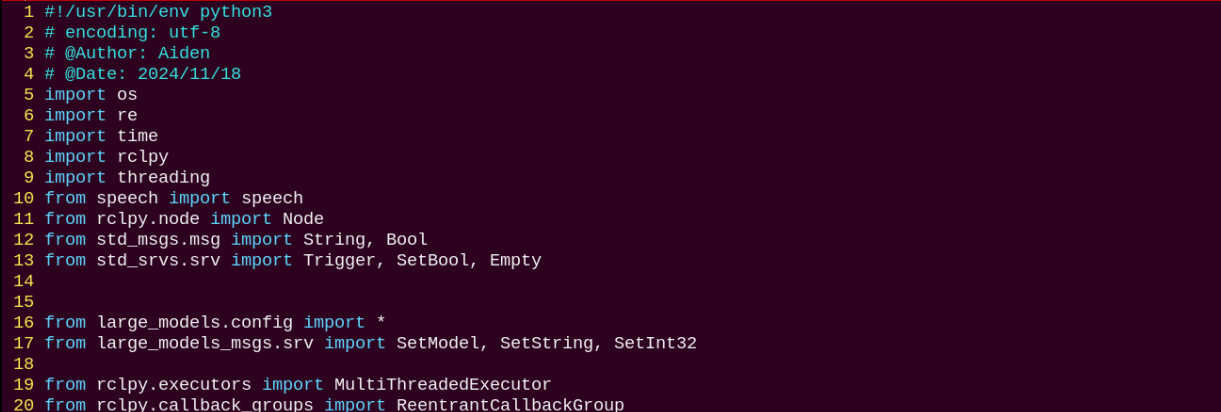 1 #!/usr/bin/env python3
2 # encoding: utf-8
3 # @Author: Aiden
4 # @Date: 2024/11/18
5 import os
6 import re
7 import time
8 import rclpy
9 import threading
10 from speech import speech
11 from rclpy.node import Node
12 from std_msgs.msg import String, Bool
13 from std_srvs.srv import Trigger, SetBool, Empty
14
15
16 from large_models.config import *
17 from large_models_msgs.srv import SetModel, SetString, SetInt32
18
19 from rclpy.executors import MultiThreadedExecutor
20 from rclpy.callback_groups import ReentrantCallbackGroup